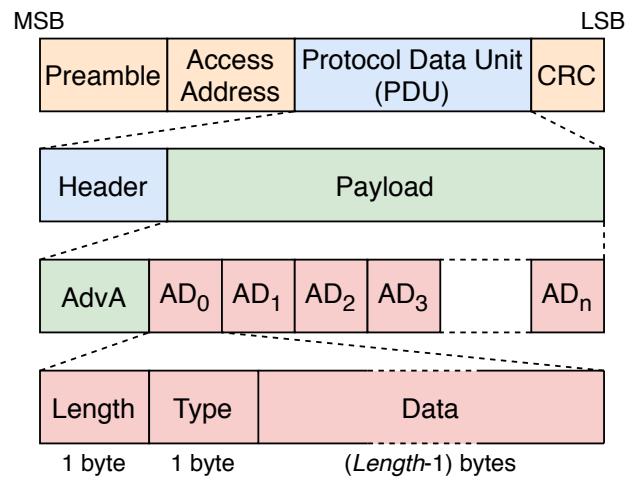 MSB LSB
Preamble Access Address Protocol Data Unit (PDU) CRC
Header Payload
AdvA AD0 AD1 AD2 AD3 ADn
Length Type Data
1 byte 1 byte (Length-1) bytes